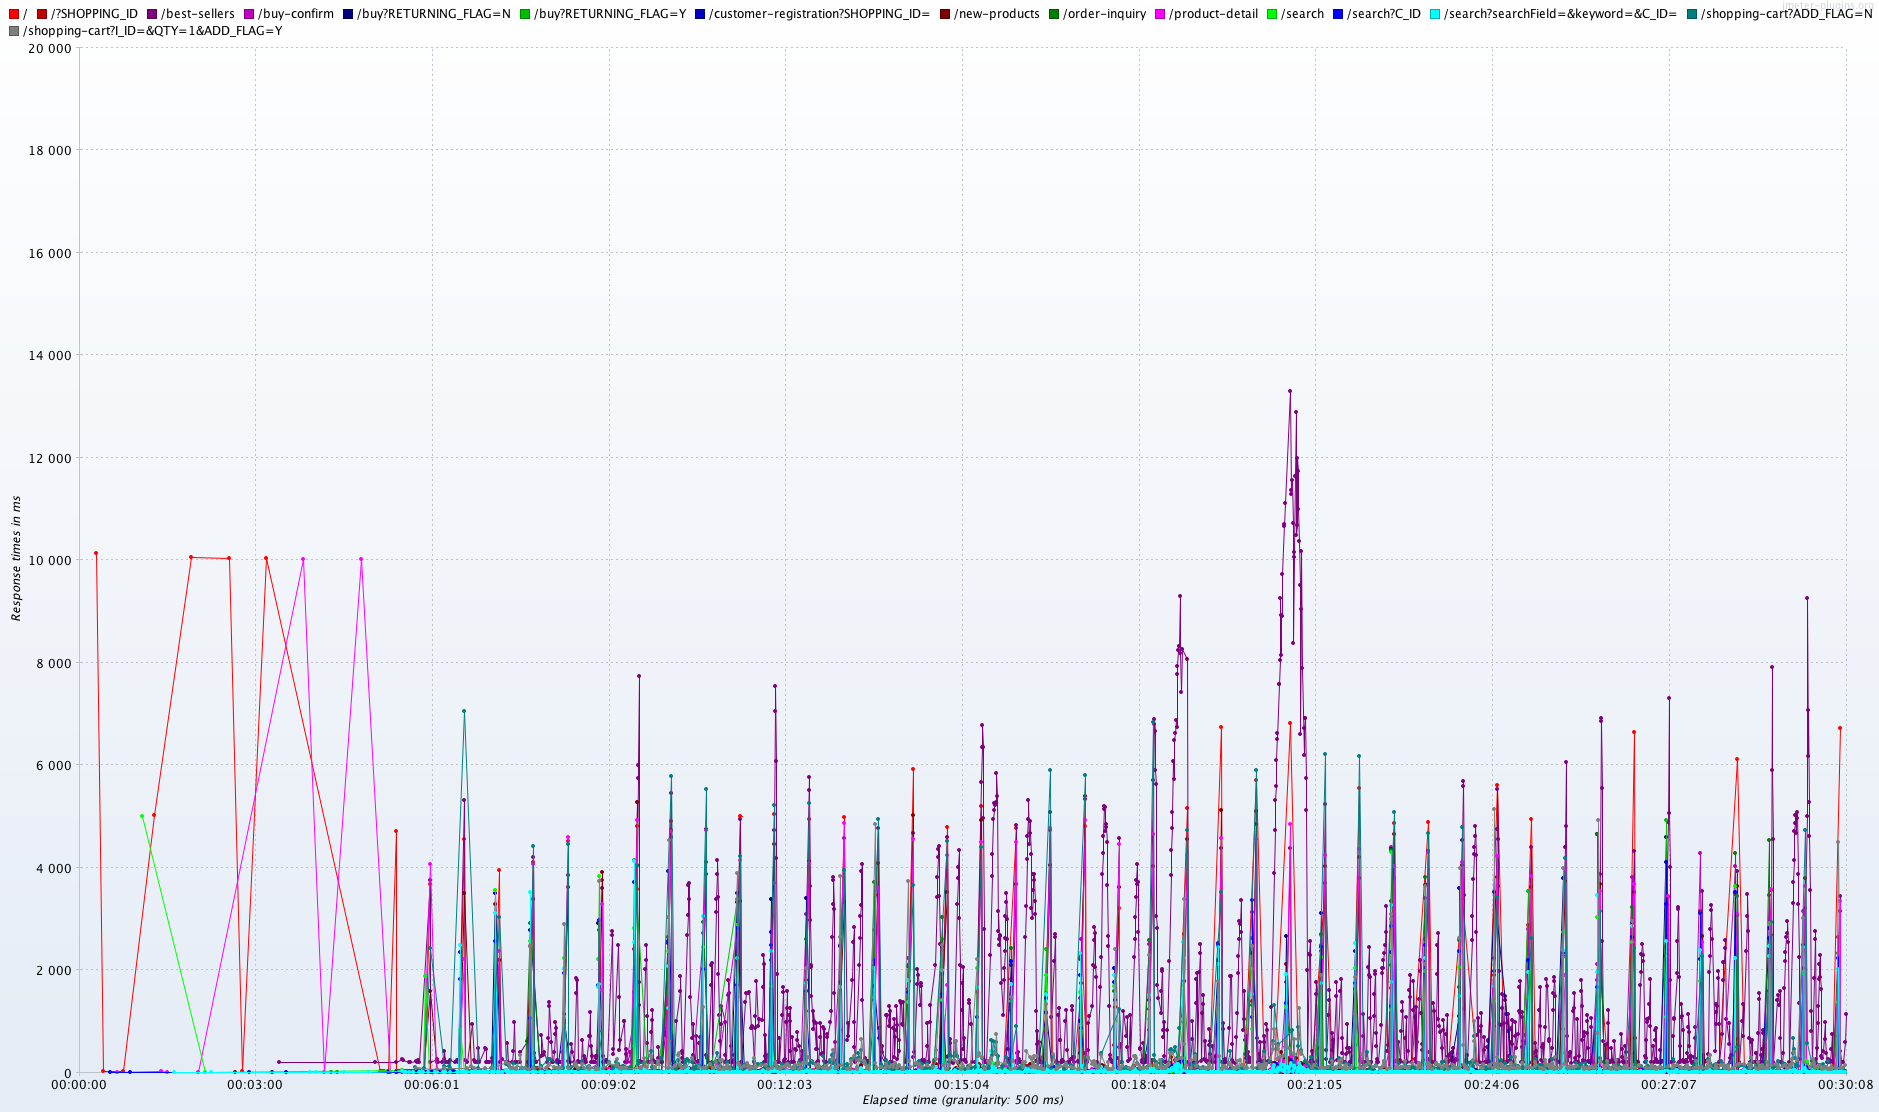 jmeter-plugins.org
/ /?SHOPPING_ID /best-sellers /buy-confirm /buy?RETURNING_FLAG=N /buy?RETURNING_FLAG=Y /customer-registration?SHOPPING_ID= /new-products /order-inquiry /product-detail /search /search?C_ID /search?searchField=&keyword=&C_ID= /shopping-cart?ADD_FLAG=N
/shopping-cart?I_ID=&QTY=1&ADD_FLAG=Y
20 000
18 000
16 000
14 000
12 000
10 000
8 000
6 000
4 000
2 000
0
Response times in ms
00:00:00 00:03:00 00:06:01 00:09:02 00:12:03 00:15:04 00:18:04 00:21:05 00:24:06 00:27:07 00:30:08
Elapsed time (granularity: 500 ms)